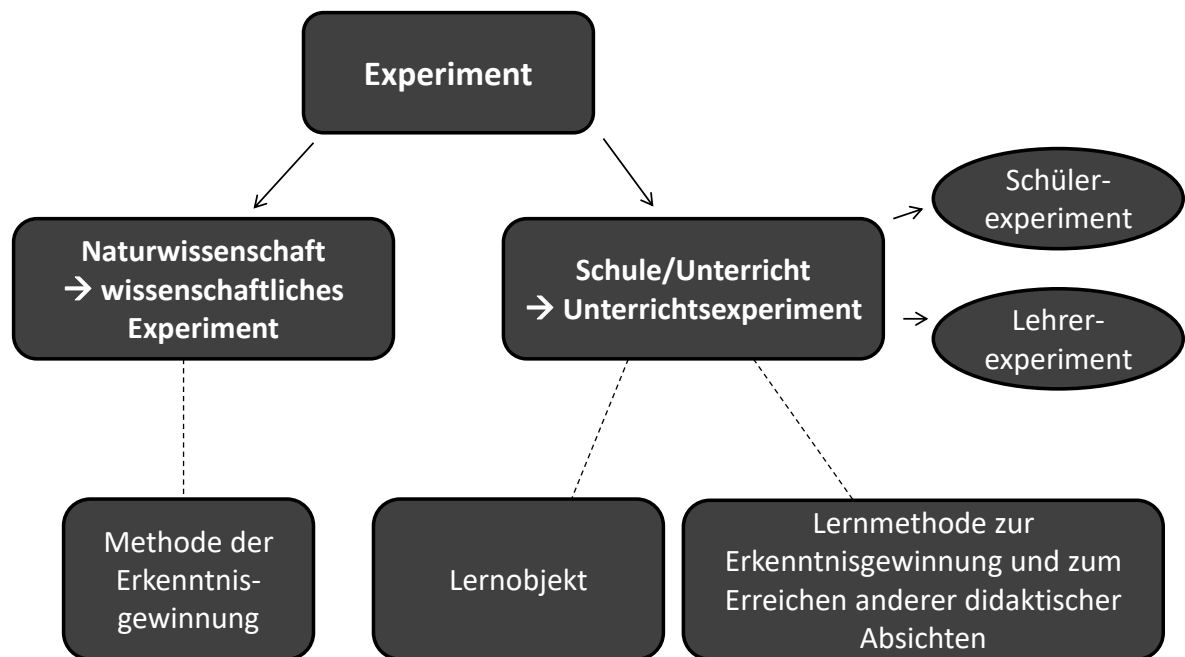 Experiment
Schüler-
experiment
Naturwissenschaft
→ wissenschaftliches
Experiment
Schule/Unterricht
→ Unterrichtsexperiment
Lehrer-
experiment
Methode der
Erkenntnis-
gewinnung
Lernobjekt
Lernmethode zur
Erkenntnisgewinnung und zum
Erreichen anderer didaktischer
Absichten